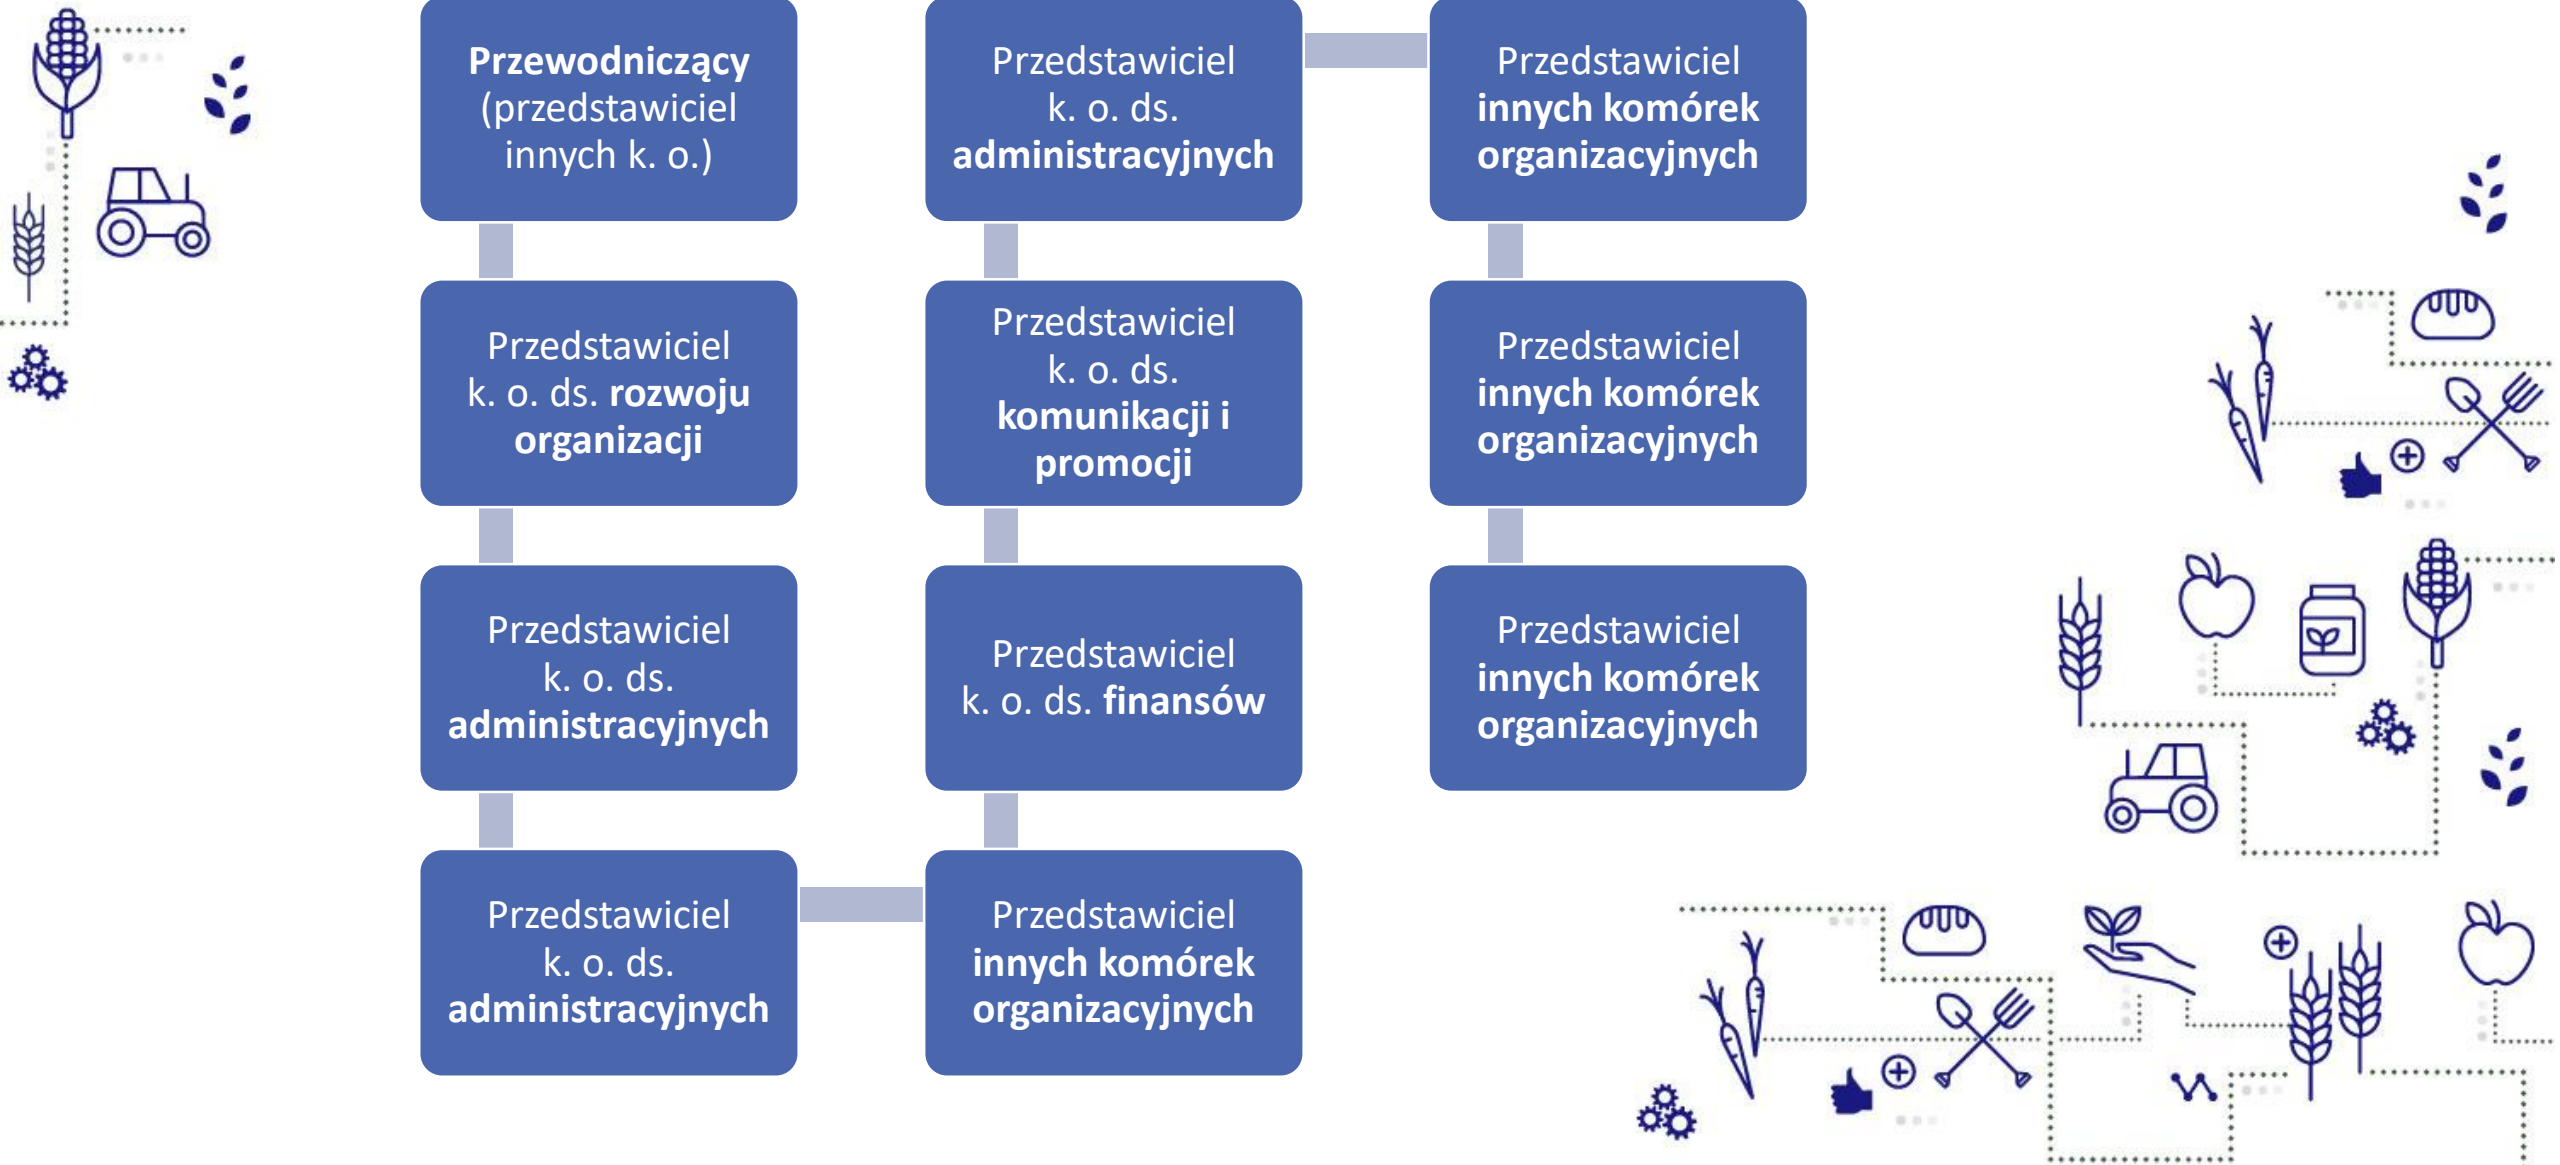 Przewodniczący
(przedstawiciel
innych k. o.)
Przedstawiciel
k. o. ds. rozwoju
organizacji
Przedstawiciel
k. o. ds.
administracyjnych
Przedstawiciel
k. o. ds.
administracyjnych
Przedstawiciel
innych komórek
organizacyjnych
Przedstawiciel
k. o. ds. finansów
Przedstawiciel
k. o. ds.
komunikacji i
promocji
Przedstawiciel
k. o. ds.
administracyjnych
Przedstawiciel
innych komórek
organizacyjnych
Przedstawiciel
innych komórek
organizacyjnych
Przedstawiciel
innych komórek
organizacyjnych